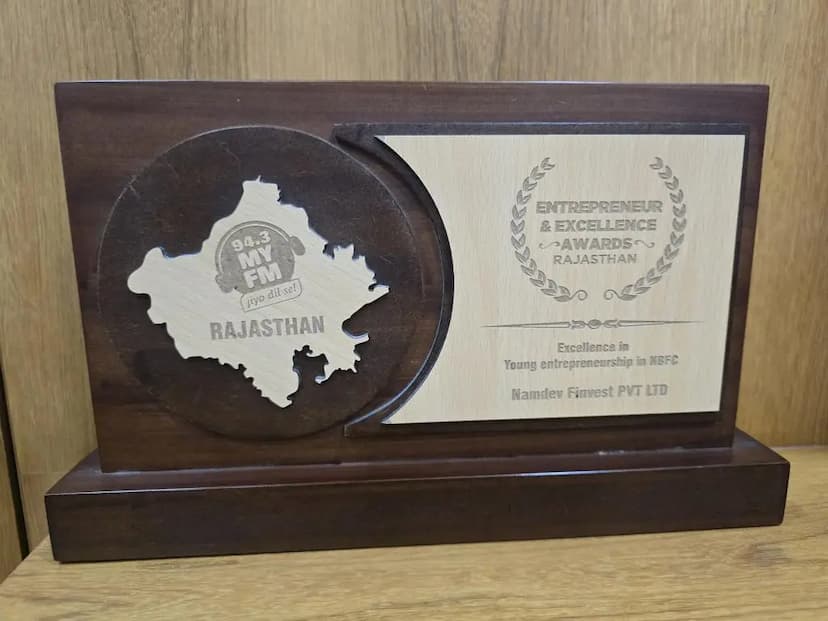 94.3
MY
FM
jiyo dil se!
RAJASTHAN
ENTREPRENEUR
& EXCELLENCE
AWARDS
RAJASTHAN
Excellence in
Young entrepreneurship in NBFC
Namdev Finvest PVT LTD